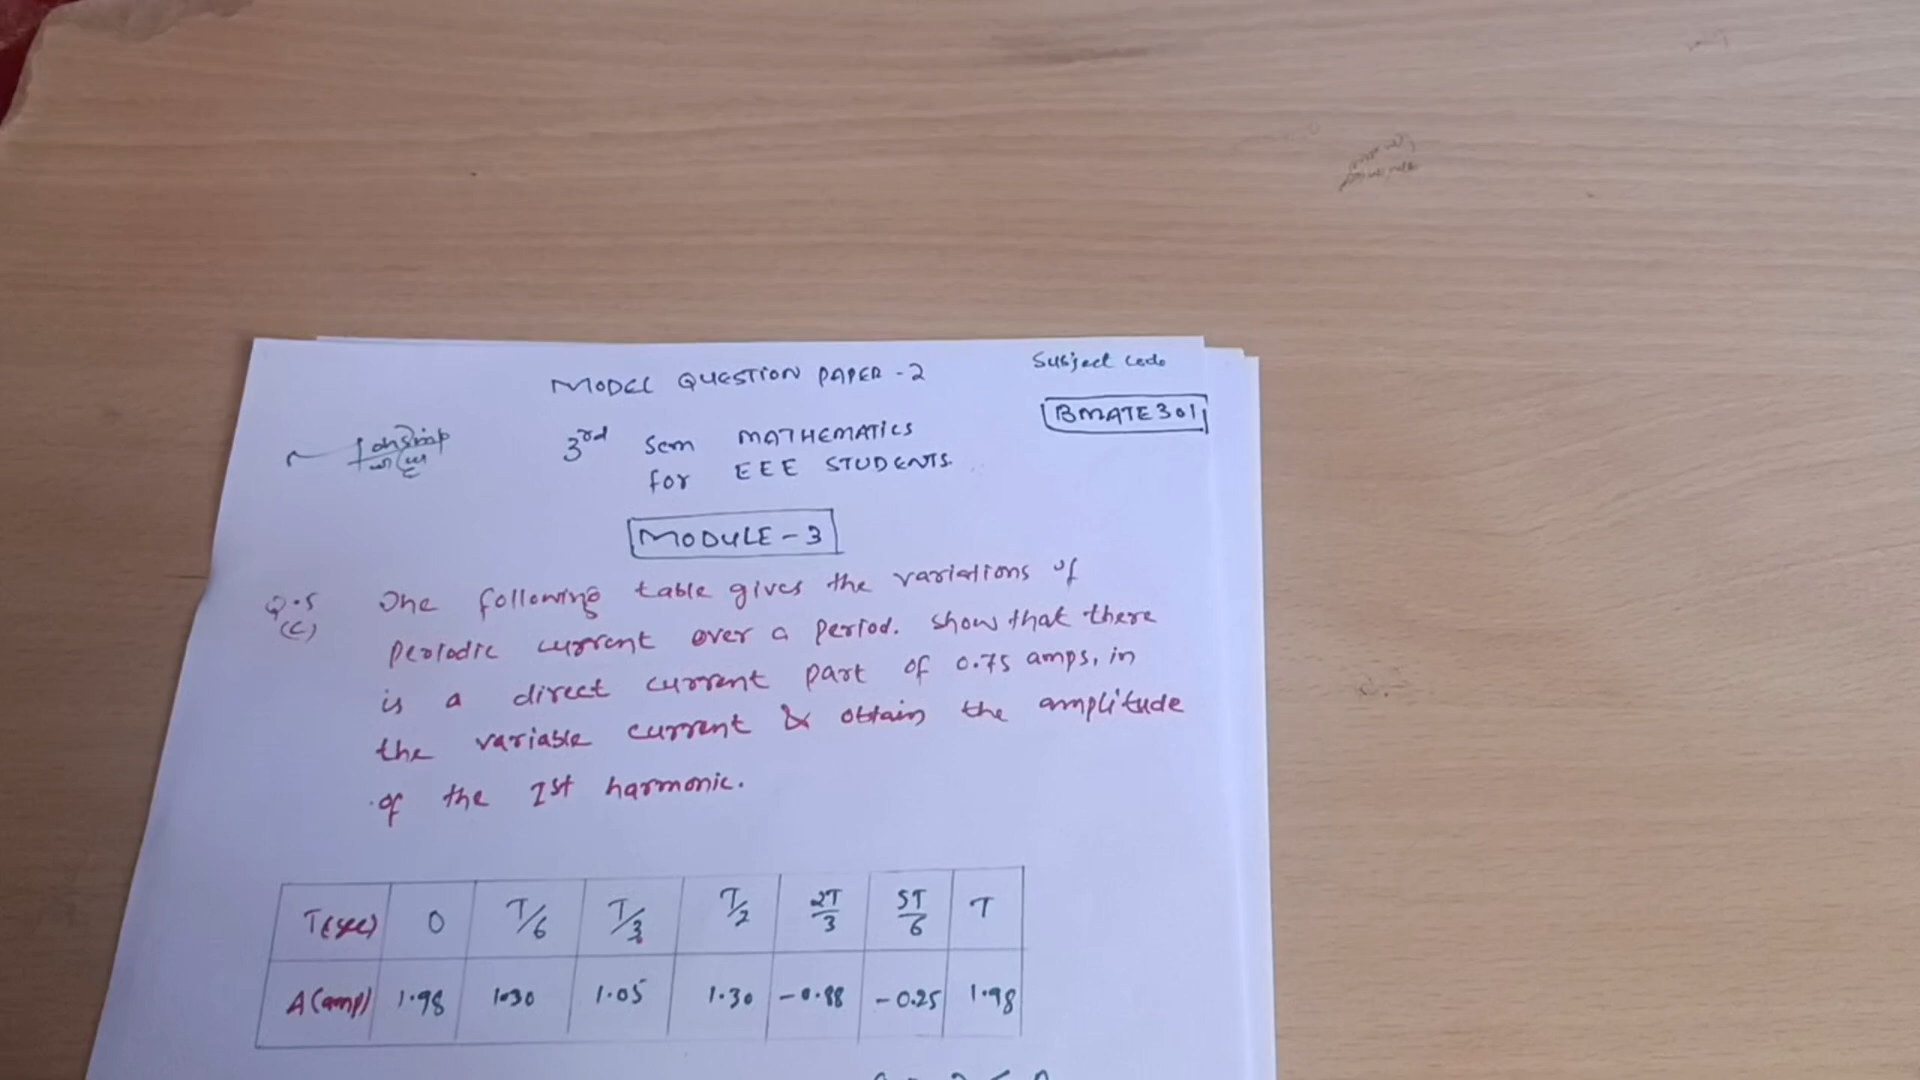 MODEL QUESTION PAPER - 2
Subject Code
BMATE301
3rd Sem MATHEMATICS
for EEE STUDENTS.
MODULE - 3
Q.5 The following table gives the variations of
(c) periodic current over a period. Show that there
is a direct current part of 0.75 amps, in
the variable current & obtain the amplitude
of the 1st harmonic.
T(sec) 0 T/6 T/3 T/2 2T/3 5T/6 T
A(amp) 1.98 1.30 1.05 1.30 -0.88 -0.25 1.98